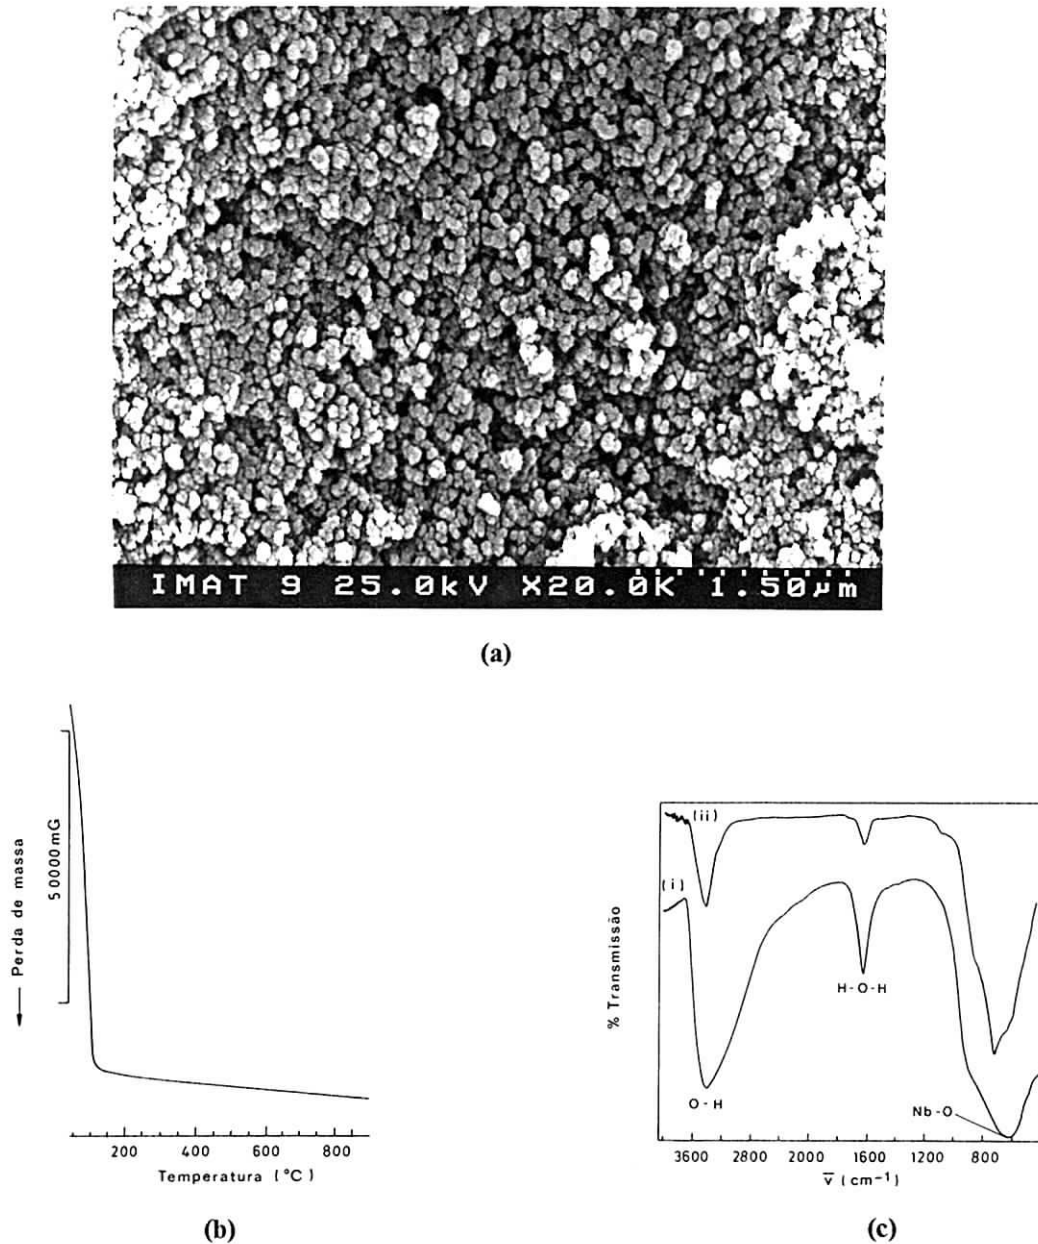 IMAT 9 25.0kV X20.0K 1.50μm
(a)
Perda de massa
50000mG
200 400 600 800
Temperatura (°C)
(b)
% Transmissão
(ii)
(i)
H-O-H
O-H
Nb-O
3600 2800 2000 1600 1200 800
ν̅ (cm⁻¹)
(c)